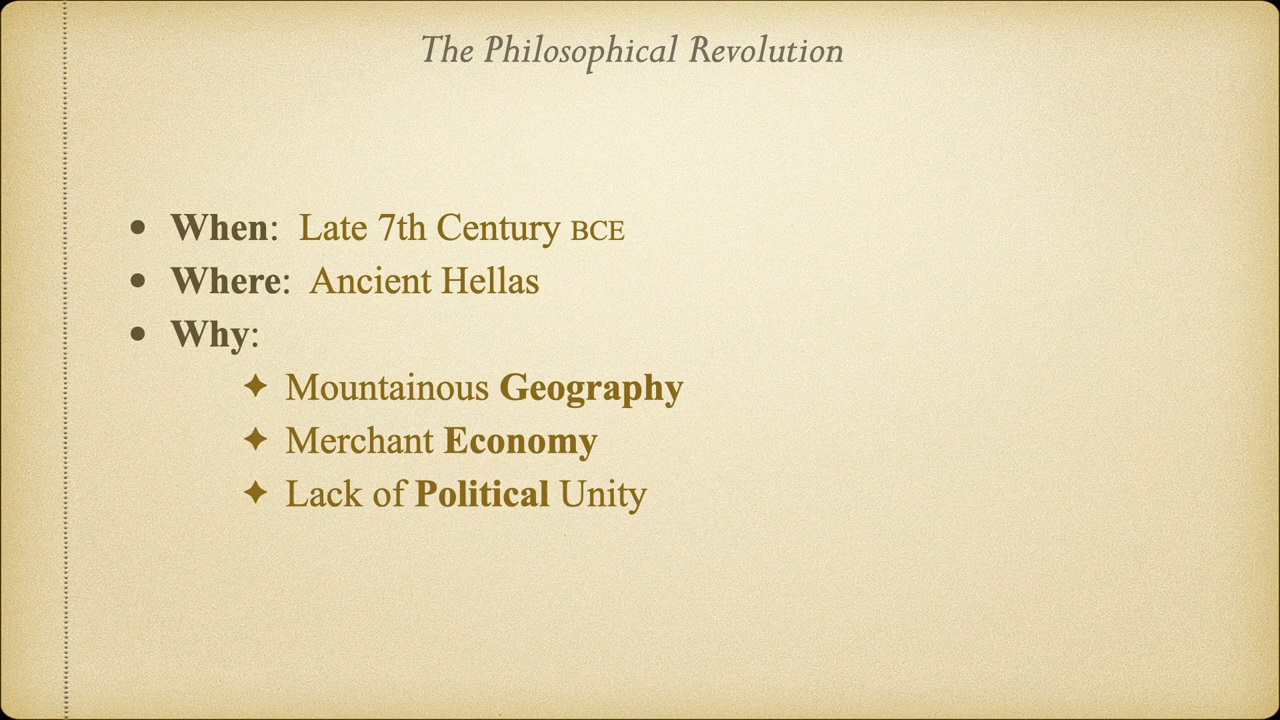 The Philosophical Revolution
• When: Late 7th Century BCE
• Where: Ancient Hellas
• Why:
✦ Mountainous Geography
✦ Merchant Economy
✦ Lack of Political Unity